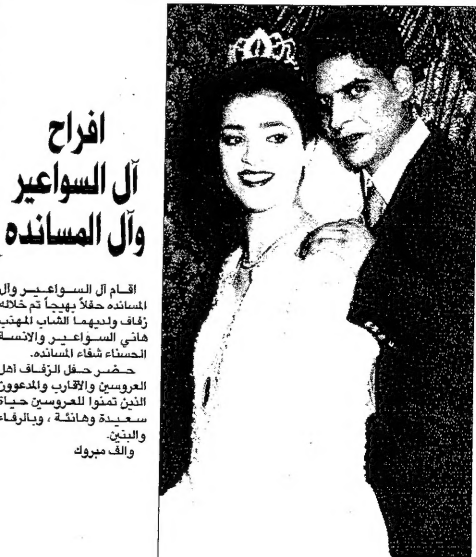 افراح
آل السواعير
وآل المسانده
اقام آل السواعير وآل
المسانده حفلاً بهيجاً تم خلاله
زفاف ولديهما الشاب المهذب
هاني السواعير والانسة
الحسناء شفاء المسانده.
حضر حفل الزفاف أهل
العروسين والأقارب والمدعوون
الذين تمنوا للعروسين حياة
سعيدة وهانئة ، وبالرفاء
والبنين.
والف مبروك